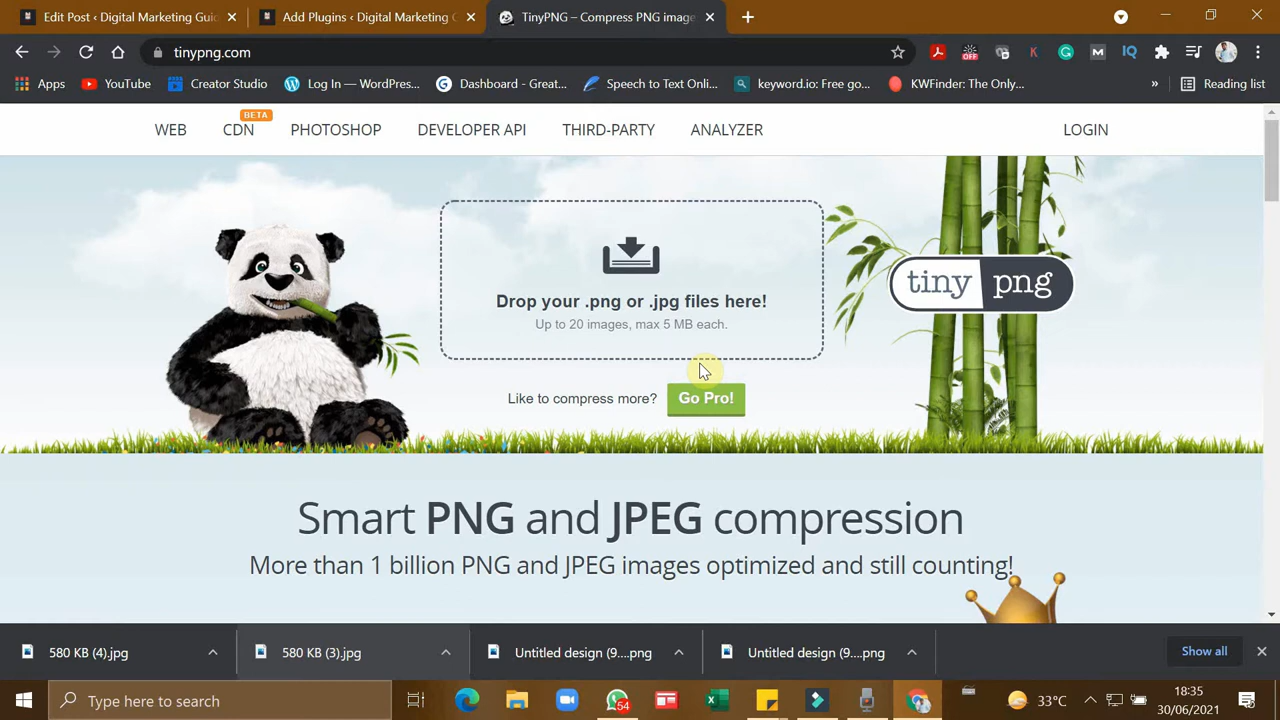 Edit Post ‹ Digital Marketing Guid
Add Plugins ‹ Digital Marketing G
TinyPNG – Compress PNG image
tinypng.com
OFF
K
G
M
IQ
Apps
YouTube
Creator Studio
Log In — WordPres...
Dashboard - Great...
Speech to Text Onli...
keyword.io: Free go...
KWFinder: The Only...
»
Reading list
WEB
CDN
BETA
PHOTOSHOP
DEVELOPER API
THIRD-PARTY
ANALYZER
LOGIN
Drop your .png or .jpg files here!
Up to 20 images, max 5 MB each.
tiny png
Like to compress more?
Go Pro!
Smart PNG and JPEG compression
More than 1 billion PNG and JPEG images optimized and still counting!
580 KB (4).jpg
580 KB (3).jpg
Untitled design (9....png
Untitled design (9....png
Show all
Type here to search
54
33°C
18:35
30/06/2021